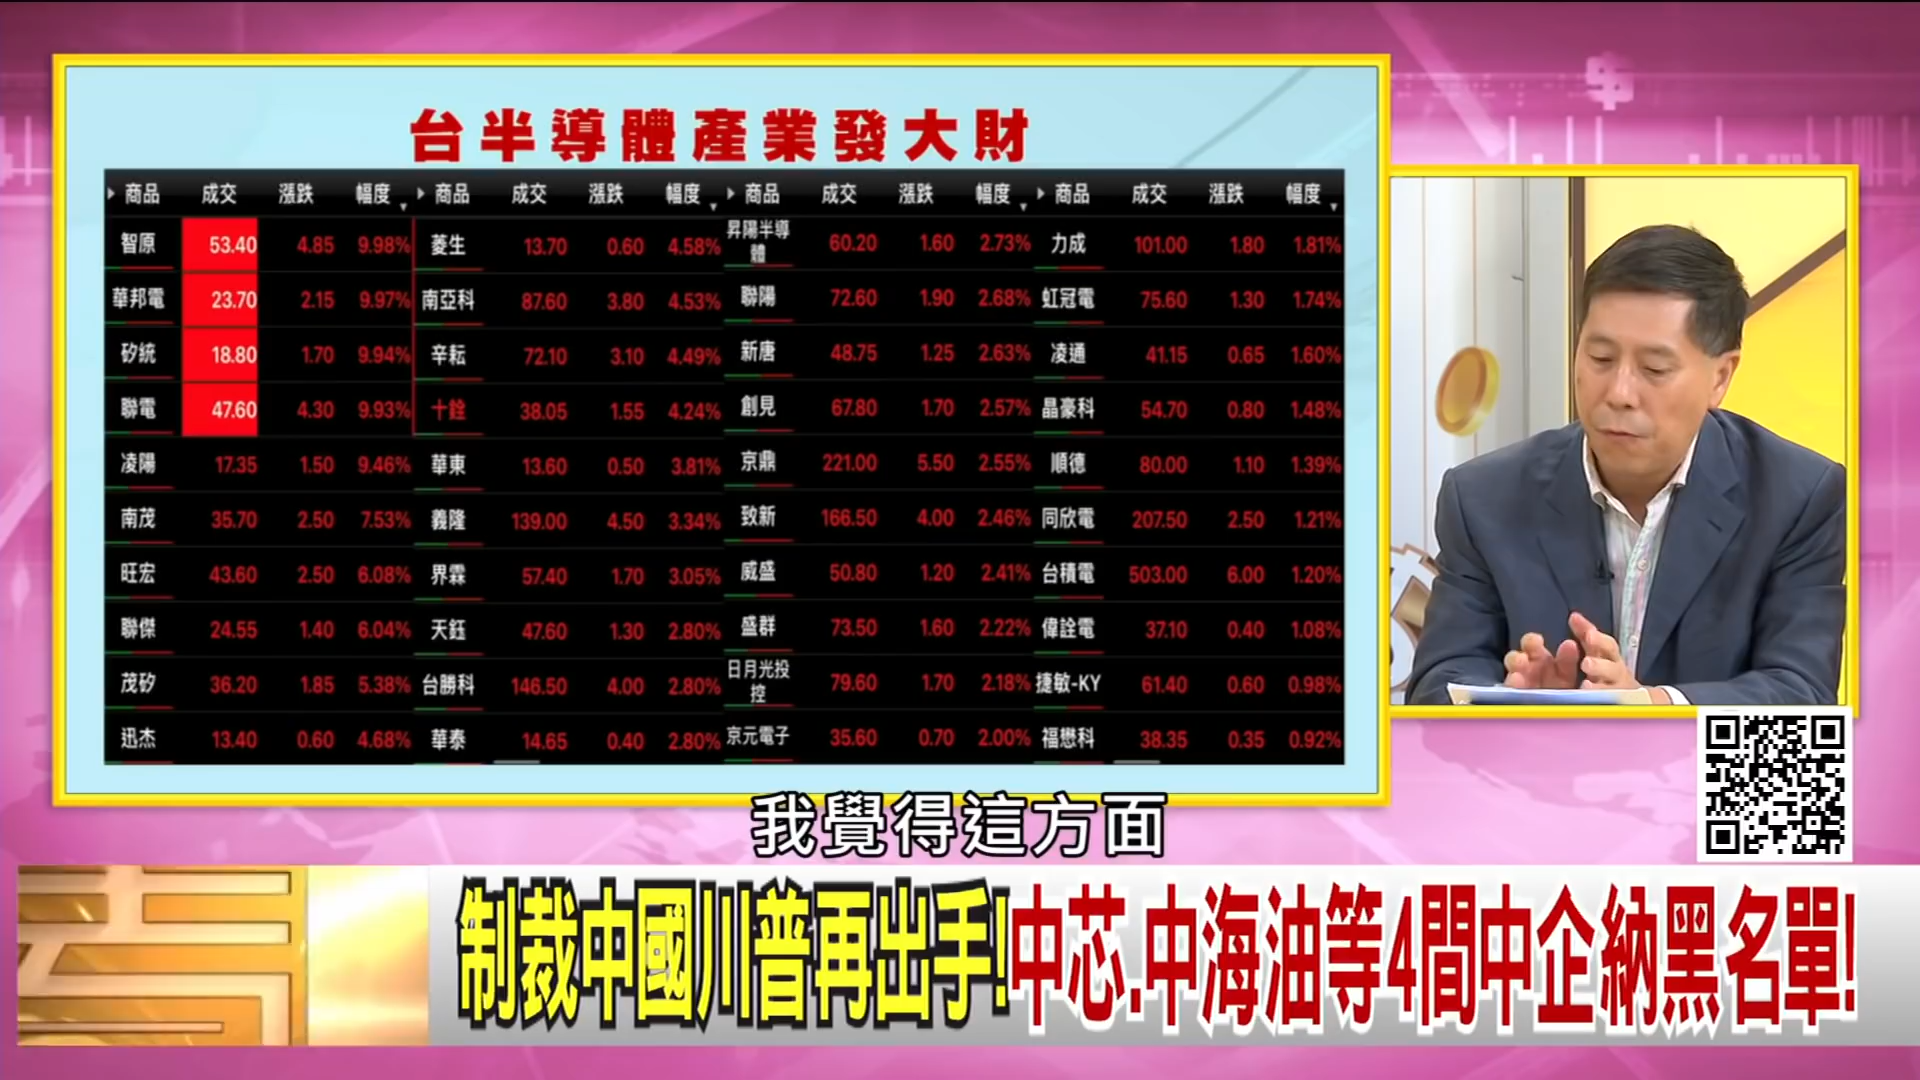 台半導體產業發大財
商品 成交 漲跌 幅度 商品 成交 漲跌 幅度 商品 成交 漲跌 幅度 商品 成交 漲跌 幅度
智原 53.40 4.85 9.98% 菱生 13.70 0.60 4.58% 昇陽半導體 60.20 1.60 2.73% 力成 101.00 1.80 1.81%
華邦電 23.70 2.15 9.97% 南亞科 87.60 3.80 4.53% 聯陽 72.60 1.90 2.68% 虹冠電 75.60 1.30 1.74%
矽統 18.80 1.70 9.94% 辛耘 72.10 3.10 4.49% 新唐 48.75 1.25 2.63% 凌通 41.15 0.65 1.60%
聯電 47.60 4.30 9.93% 十銓 38.05 1.55 4.24% 創見 67.80 1.70 2.57% 晶豪科 54.70 0.80 1.48%
凌陽 17.35 1.50 9.46% 華東 13.60 0.50 3.81% 京鼎 221.00 5.50 2.55% 順德 80.00 1.10 1.39%
南茂 35.70 2.50 7.53% 義隆 139.00 4.50 3.34% 致新 166.50 4.00 2.46% 同欣電 207.50 2.50 1.21%
旺宏 43.60 2.50 6.08% 界霖 57.40 1.70 3.05% 威盛 50.80 1.20 2.41% 台積電 503.00 6.00 1.20%
聯傑 24.55 1.40 6.04% 天鈺 47.60 1.30 2.80% 盛群 73.50 1.60 2.22% 偉詮電 37.10 0.40 1.08%
茂矽 36.20 1.85 5.38% 台勝科 146.50 4.00 2.80% 日月光投控 79.60 1.70 2.18% 捷敏-KY 61.40 0.60 0.98%
迅杰 13.40 0.60 4.68% 華泰 14.65 0.40 2.80% 京元電子 35.60 0.70 2.00% 福懋科 38.35 0.35 0.92%
我覺得這方面
制裁中國川普再出手!中芯.中海油等4間中企納黑名單!